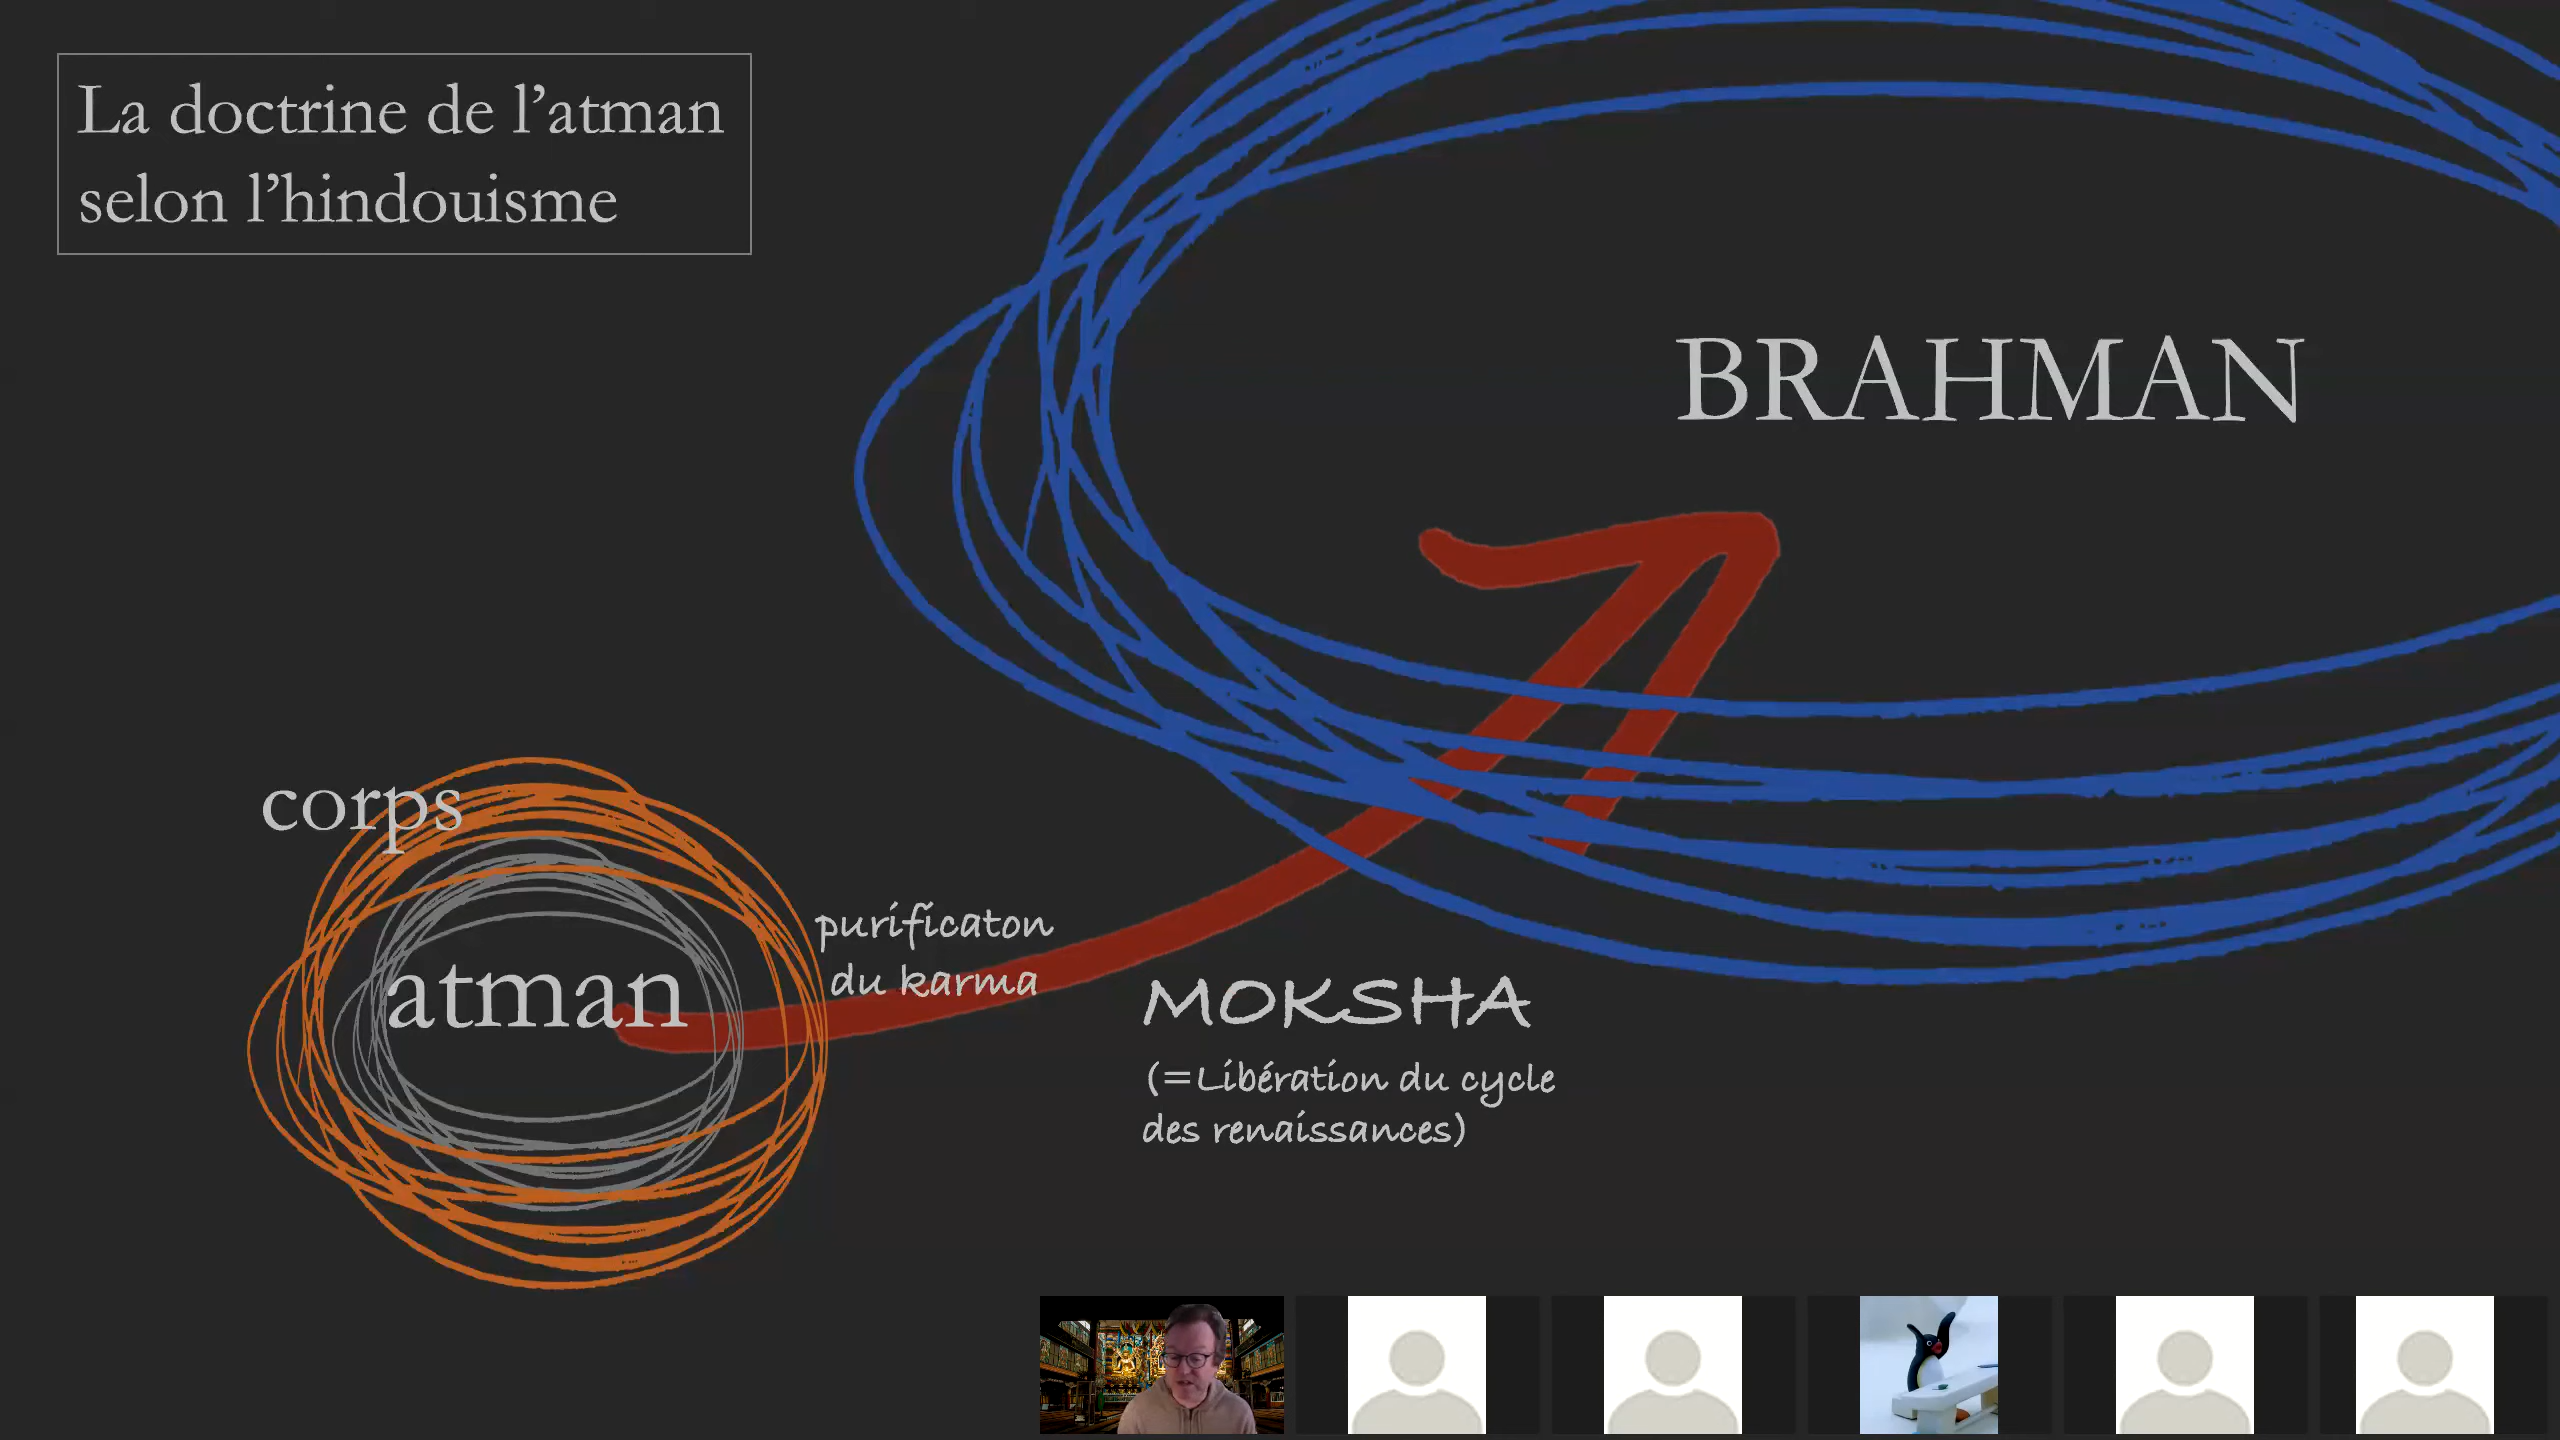 La doctrine de l’atman
selon l’hindouisme
BRAHMAN
corps
atman
purificaton
du karma
MOKSHA
(=Libération du cycle
des renaissances)